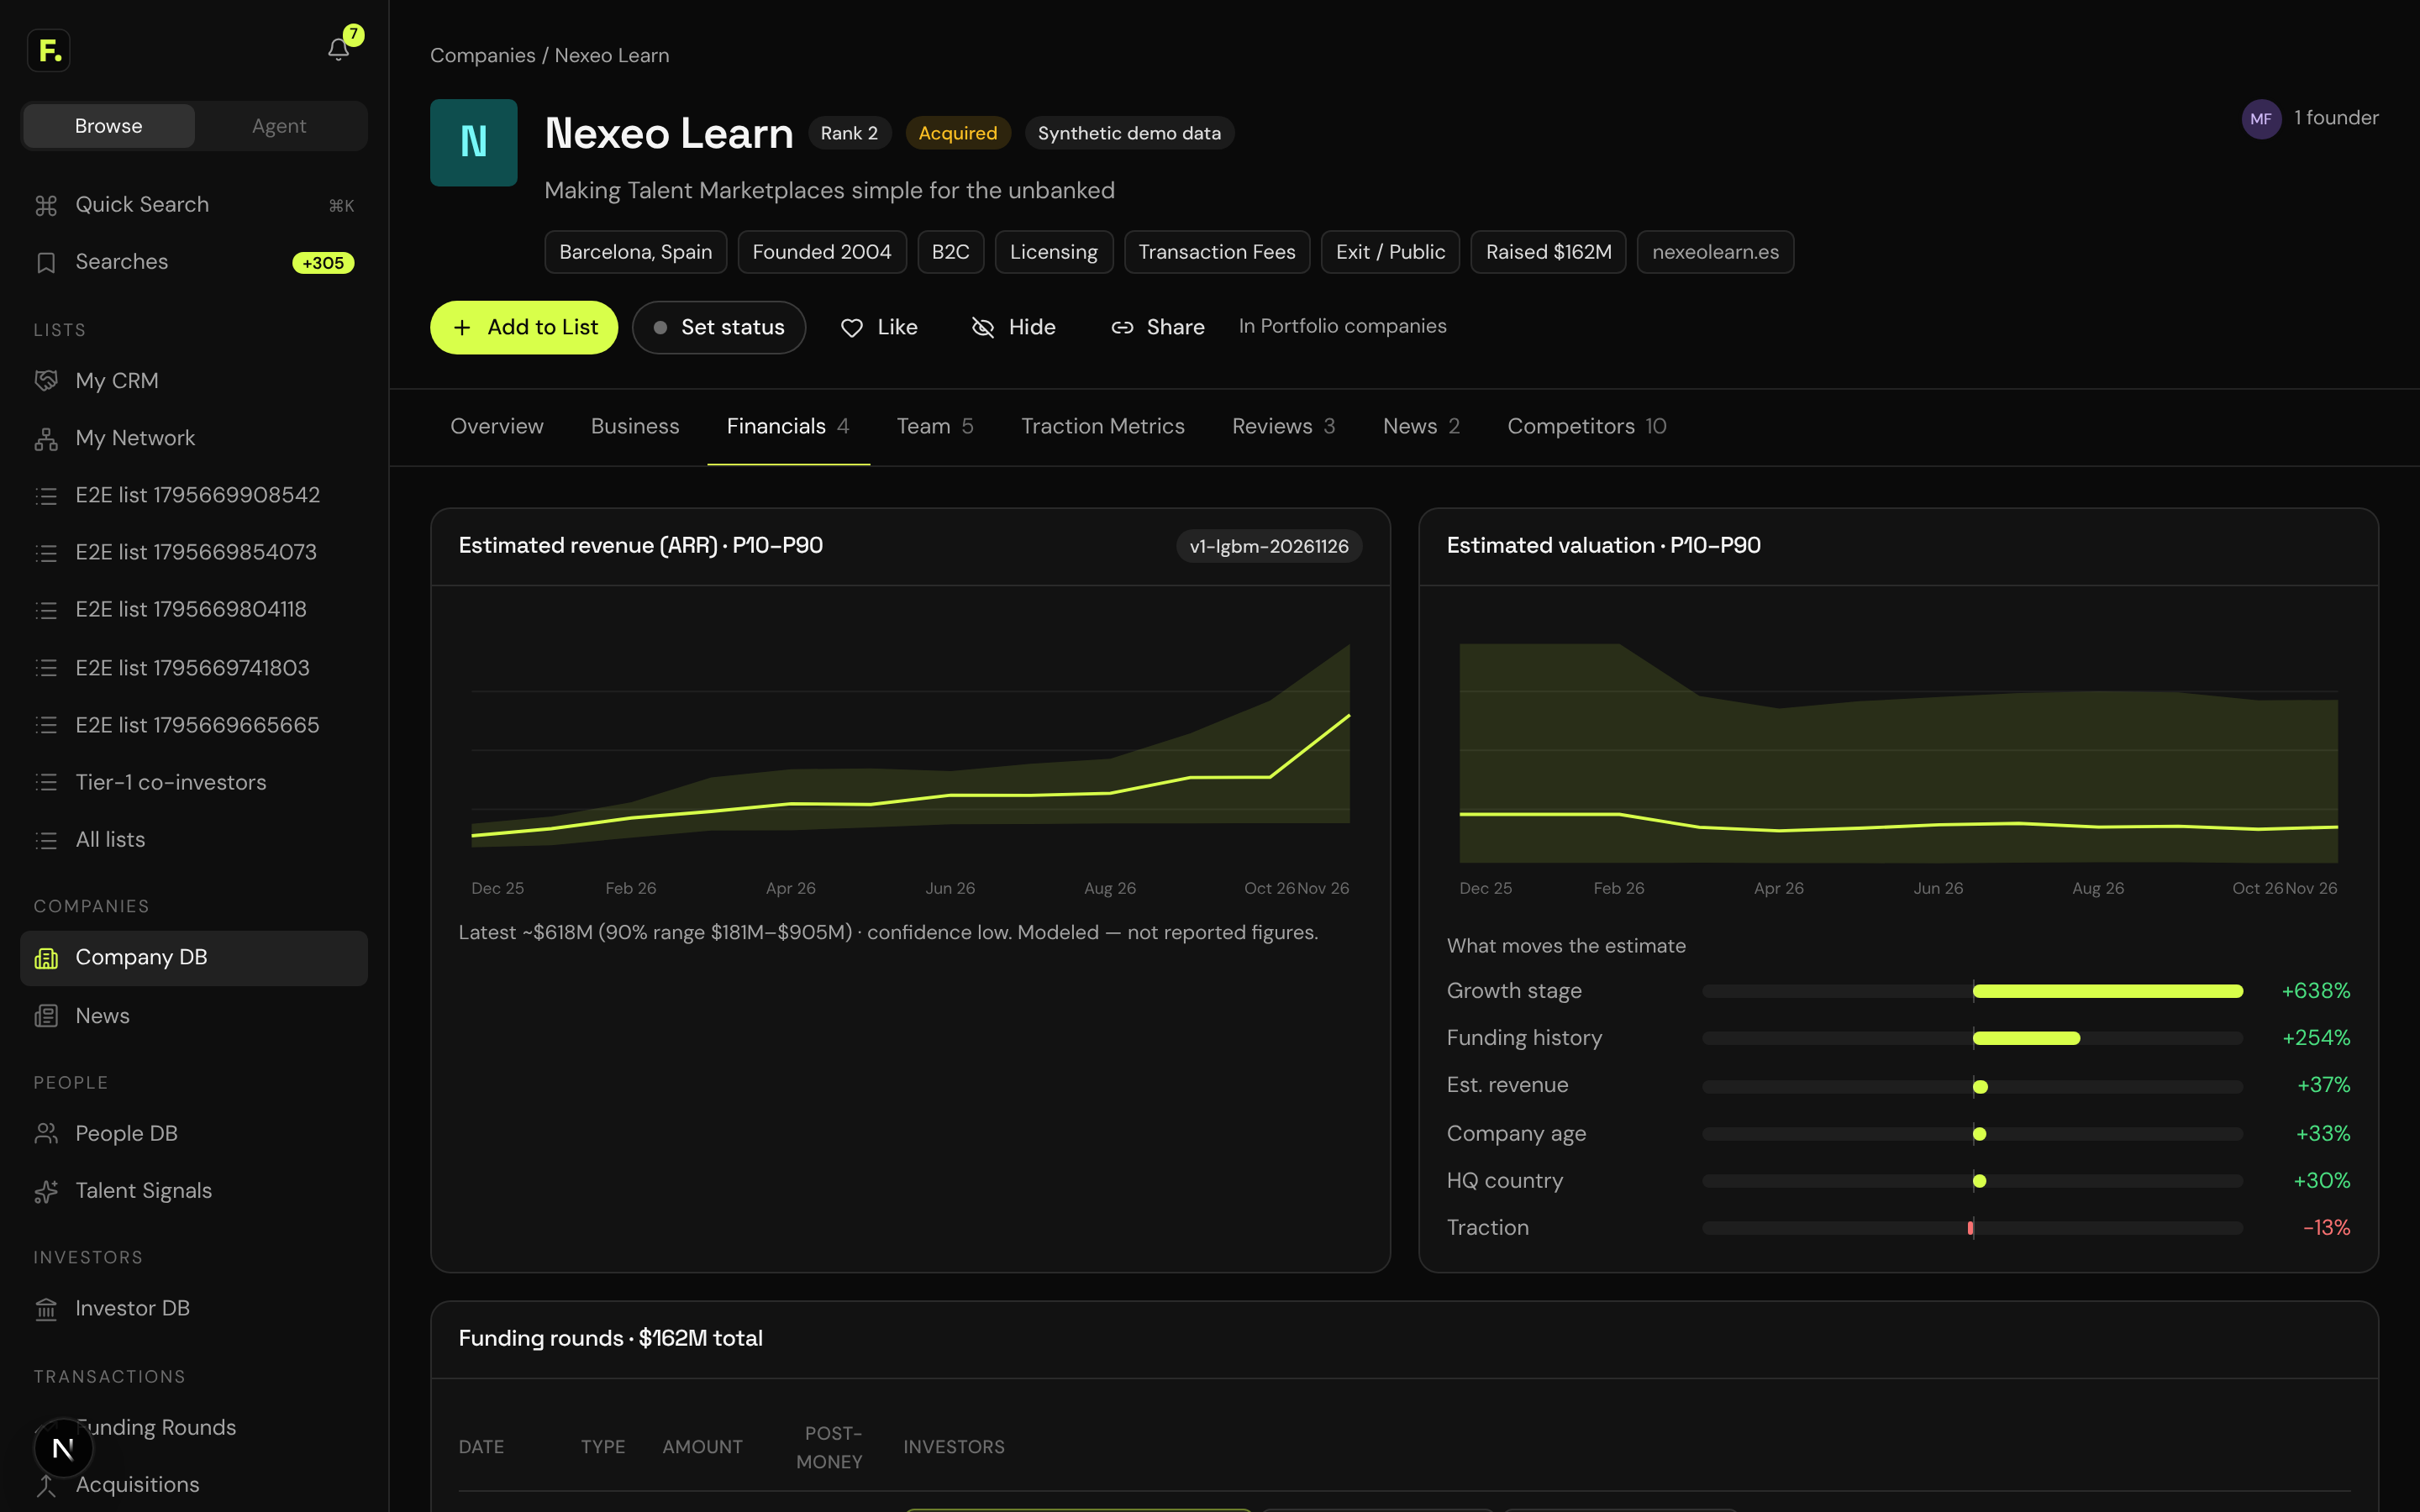 F.
7
Browse
Agent
Quick Search
⌘K
Searches
+305
LISTS
My CRM
My Network
E2E list 1795669908542
E2E list 1795669854073
E2E list 1795669804118
E2E list 1795669741803
E2E list 1795669665665
Tier-1 co-investors
All lists
COMPANIES
Company DB
News
PEOPLE
People DB
Talent Signals
INVESTORS
Investor DB
TRANSACTIONS
Funding Rounds
N
Acquisitions
Companies / Nexeo Learn
N
Nexeo Learn
Rank 2
Acquired
Synthetic demo data
MF
1 founder
Making Talent Marketplaces simple for the unbanked
Barcelona, Spain
Founded 2004
B2C
Licensing
Transaction Fees
Exit / Public
Raised $162M
nexeolearn.es
+ Add to List
Set status
Like
Hide
Share
In Portfolio companies
Overview
Business
Financials 4
Team 5
Traction Metrics
Reviews 3
News 2
Competitors 10
Estimated revenue (ARR) · P10–P90
v1-lgbm-20261126
Dec 25
Feb 26
Apr 26
Jun 26
Aug 26
Oct 26
Nov 26
Latest ~$618M (90% range $181M–$905M) · confidence low. Modeled — not reported figures.
Estimated valuation · P10–P90
Dec 25
Feb 26
Apr 26
Jun 26
Aug 26
Oct 26
Nov 26
What moves the estimate
Growth stage
+638%
Funding history
+254%
Est. revenue
+37%
Company age
+33%
HQ country
+30%
Traction
-13%
Funding rounds · $162M total
DATE
TYPE
AMOUNT
POST-
MONEY
INVESTORS